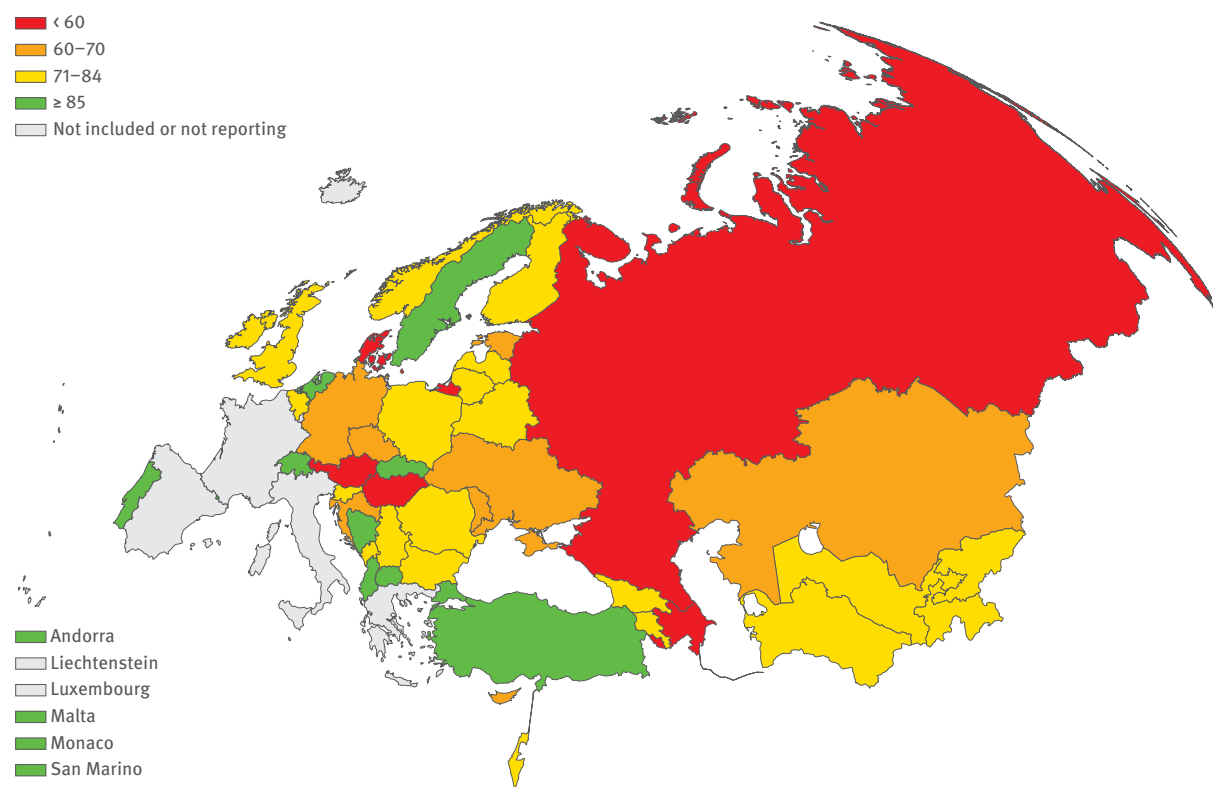 < 60
60–70
71–84
≥ 85
Not included or not reporting
Andorra
Liechtenstein
Luxembourg
Malta
Monaco
San Marino